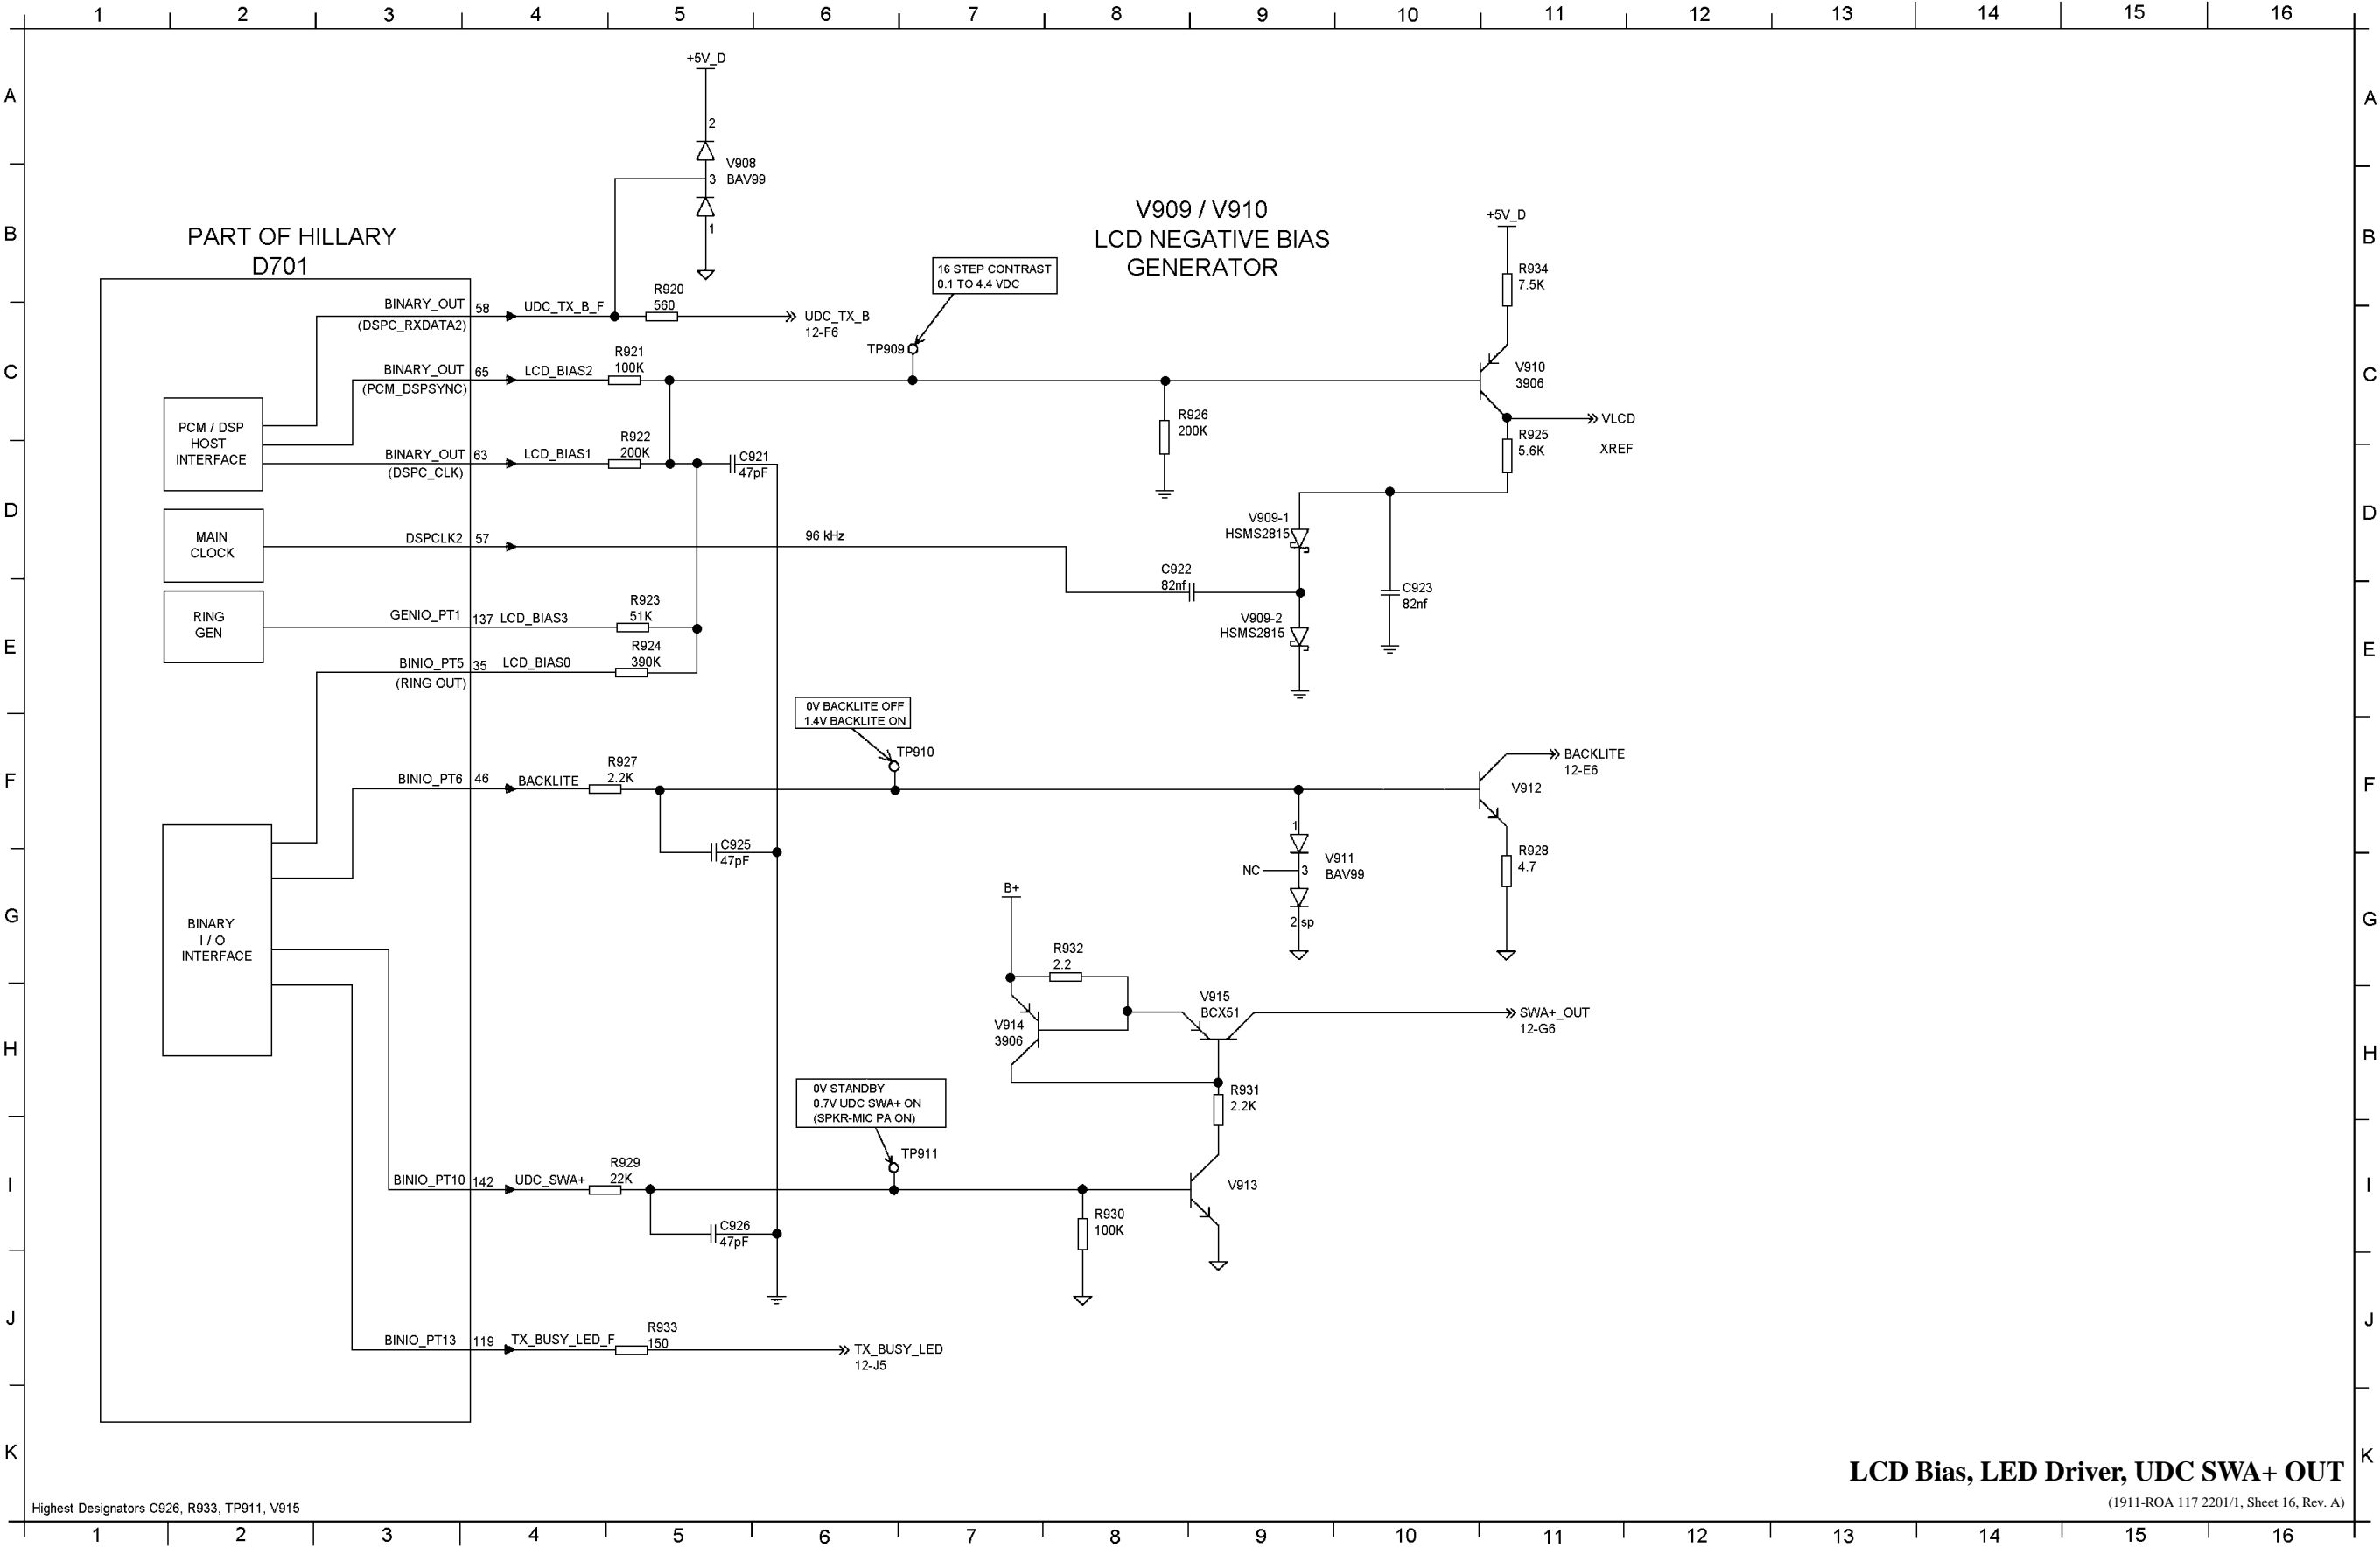 1 2 3 4 5 6 7 8 9 10 11 12 13 14 15 16
A A
B B
C C
D D
E E
F F
G G
H H
I I
J J
K K
+5V_D
2
V908
3 BAV99
1
PART OF HILLARY
D701
V909 / V910
LCD NEGATIVE BIAS
GENERATOR
16 STEP CONTRAST
0.1 TO 4.4 VDC
+5V_D
R934
7.5K
BINARY_OUT 58 UDC_TX_B_F
(DSPC_RXDATA2)
R920
560
UDC_TX_B
12-F6
TP909
BINARY_OUT 65 LCD_BIAS2
(PCM_DSPSYNC)
R921
100K
V910
3906
R926
200K
VLCD
XREF
R925
5.6K
PCM / DSP
HOST
INTERFACE
BINARY_OUT 63 LCD_BIAS1
(DSPC_CLK)
R922
200K
C921
47pF
MAIN
CLOCK
DSPCLK2 57
96 kHz
V909-1
HSMS2815
C922
82nf
C923
82nf
V909-2
HSMS2815
RING
GEN
GENIO_PT1 137 LCD_BIAS3
R923
51K
R924
390K
BINIO_PT5 35 LCD_BIAS0
(RING OUT)
0V BACKLITE OFF
1.4V BACKLITE ON
TP910
BINIO_PT6 46 BACKLITE
R927
2.2K
BACKLITE
12-E6
V912
C925
47pF
1
NC
3
V911
BAV99
2 sp
R928
4.7
BINARY
I / O
INTERFACE
B+
R932
2.2
V914
3906
V915
BCX51
SWA+_OUT
12-G6
R931
2.2K
0V STANDBY
0.7V UDC SWA+ ON
(SPKR-MIC PA ON)
TP911
BINIO_PT10 142 UDC_SWA+
R929
22K
V913
C926
47pF
R930
100K
BINIO_PT13 119 TX_BUSY_LED_F
R933
150
TX_BUSY_LED
12-J5
LCD Bias, LED Driver, UDC SWA+ OUT
(1911-ROA 117 2201/1, Sheet 16, Rev. A)
Highest Designators C926, R933, TP911, V915
1 2 3 4 5 6 7 8 9 10 11 12 13 14 15 16